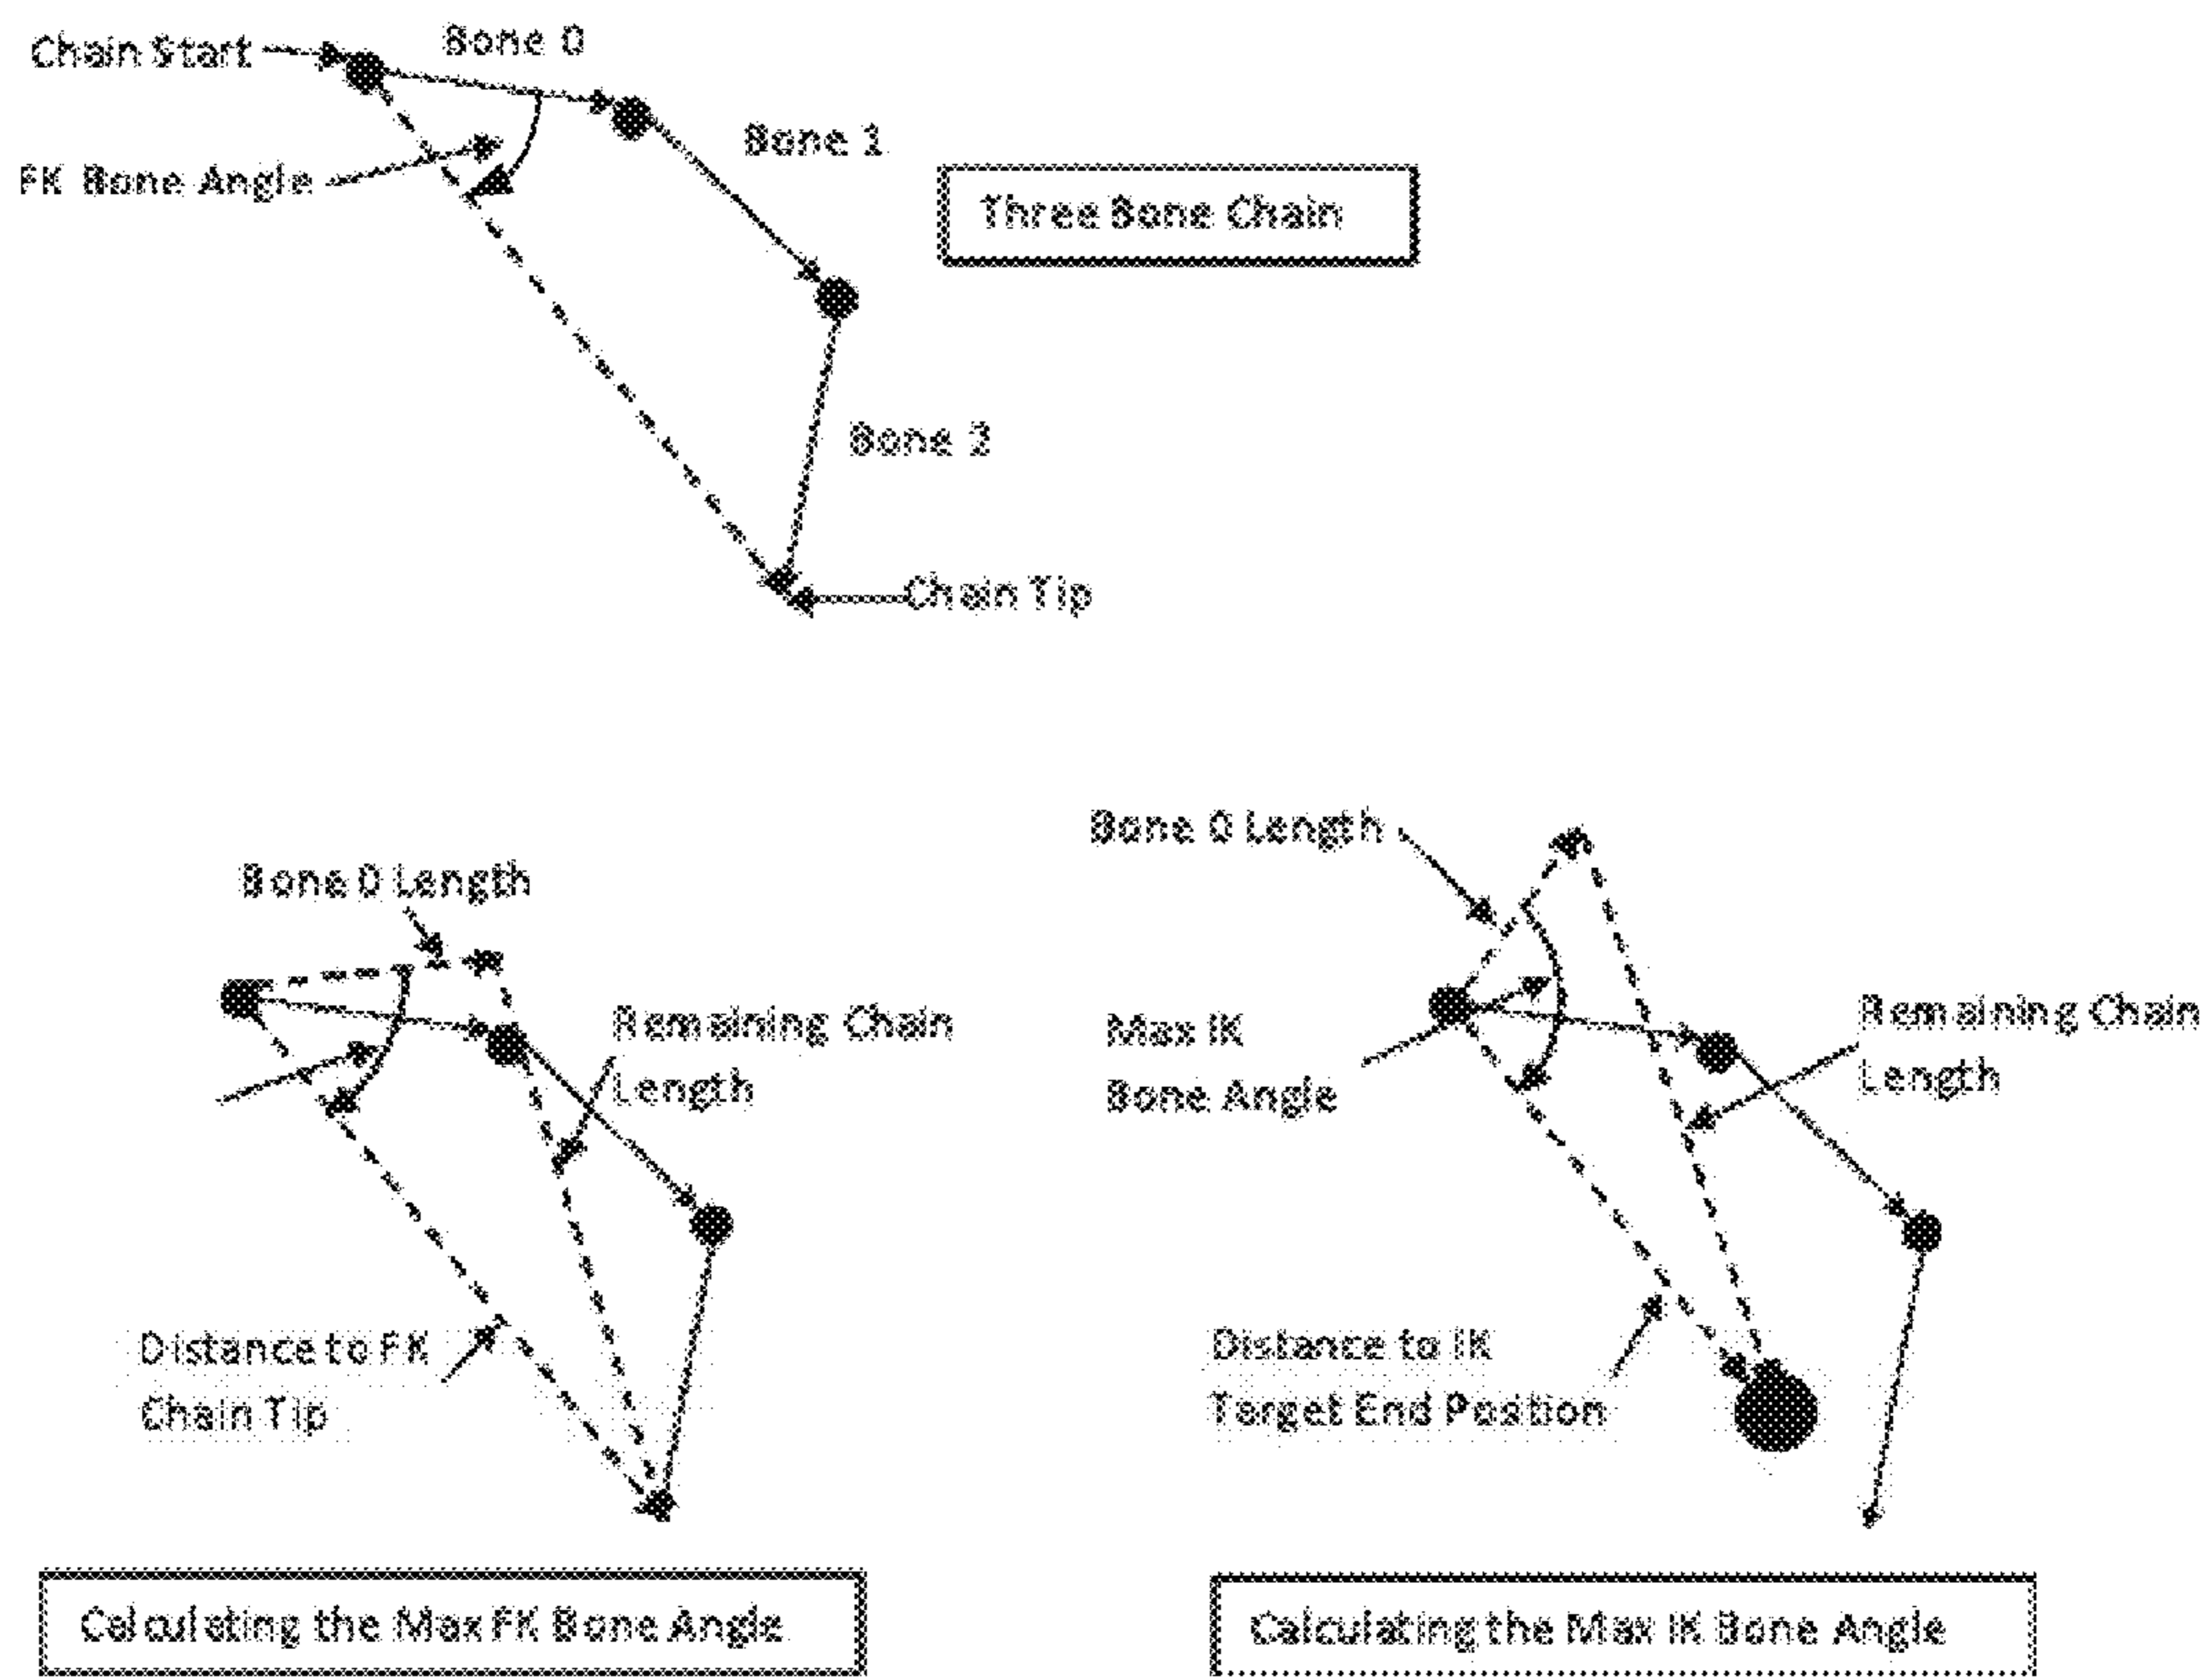 Chain Start
Bone 0
Bone 1
FK Bone Angle
Three Bone Chain
Bone 2
Chain Tip
Bone 0 Length
Remaining Chain
Length
Distance to FK
Chain Tip
Calculating the Max FK Bone Angle
Bone 0 Length
Max IK
Bone Angle
Remaining Chain
Length
Distance to IK
Target End Position
Calculating the Max IK Bone Angle